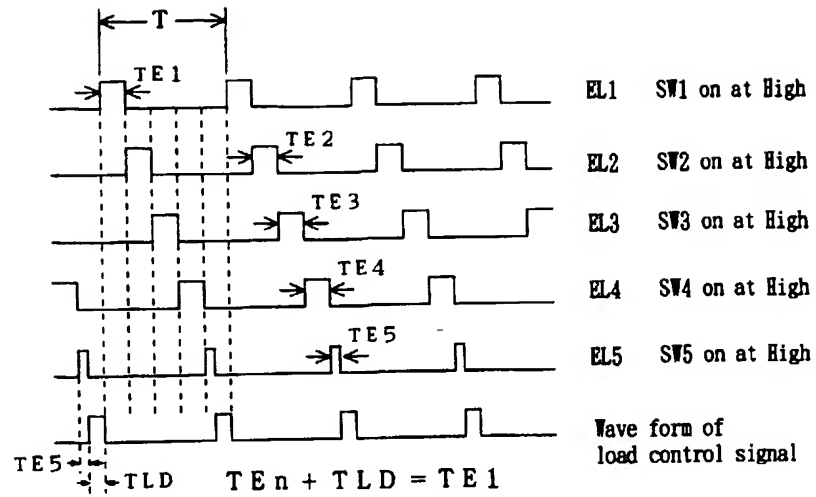 T
TE1
EL1 SW1 on at High
TE2
EL2 SW2 on at High
TE3
EL3 SW3 on at High
TE4
EL4 SW4 on at High
TE5
EL5 SW5 on at High
Wave form of
load control signal
TE5
TLD
TEn + TLD = TE1